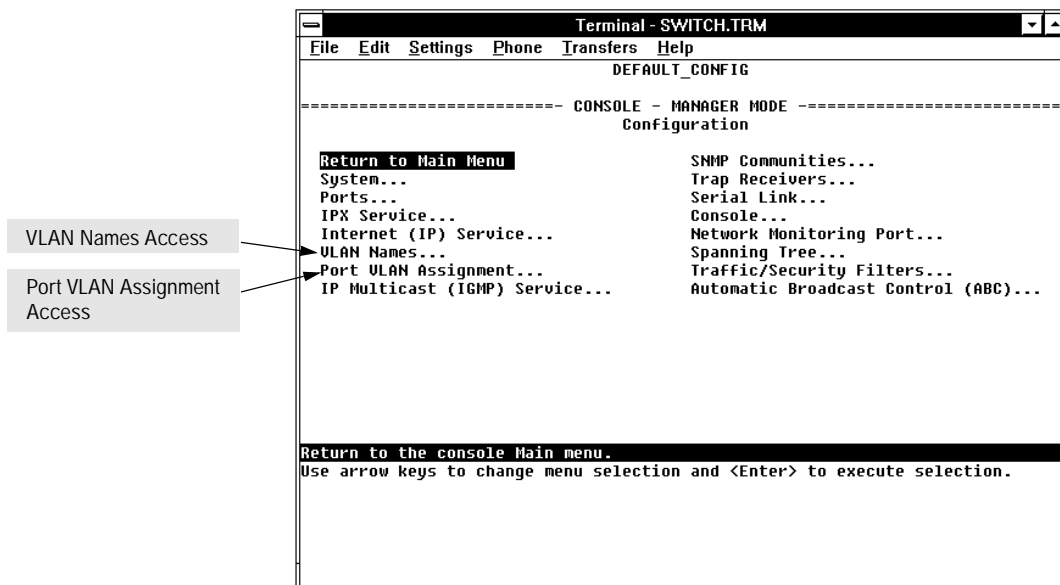 Terminal - SWITCH.TRM
File Edit Settings Phone Transfers Help
DEFAULT_CONFIG
==========================- CONSOLE - MANAGER MODE -==========================
Configuration
Return to Main Menu
System...
Ports...
IPX Service...
Internet (IP) Service...
VLAN Names...
Port VLAN Assignment...
IP Multicast (IGMP) Service...
SNMP Communities...
Trap Receivers...
Serial Link...
Console...
Network Monitoring Port...
Spanning Tree...
Traffic/Security Filters...
Automatic Broadcast Control (ABC)...
VLAN Names Access
Port VLAN Assignment
Access
Return to the console Main menu.
Use arrow keys to change menu selection and <Enter> to execute selection.